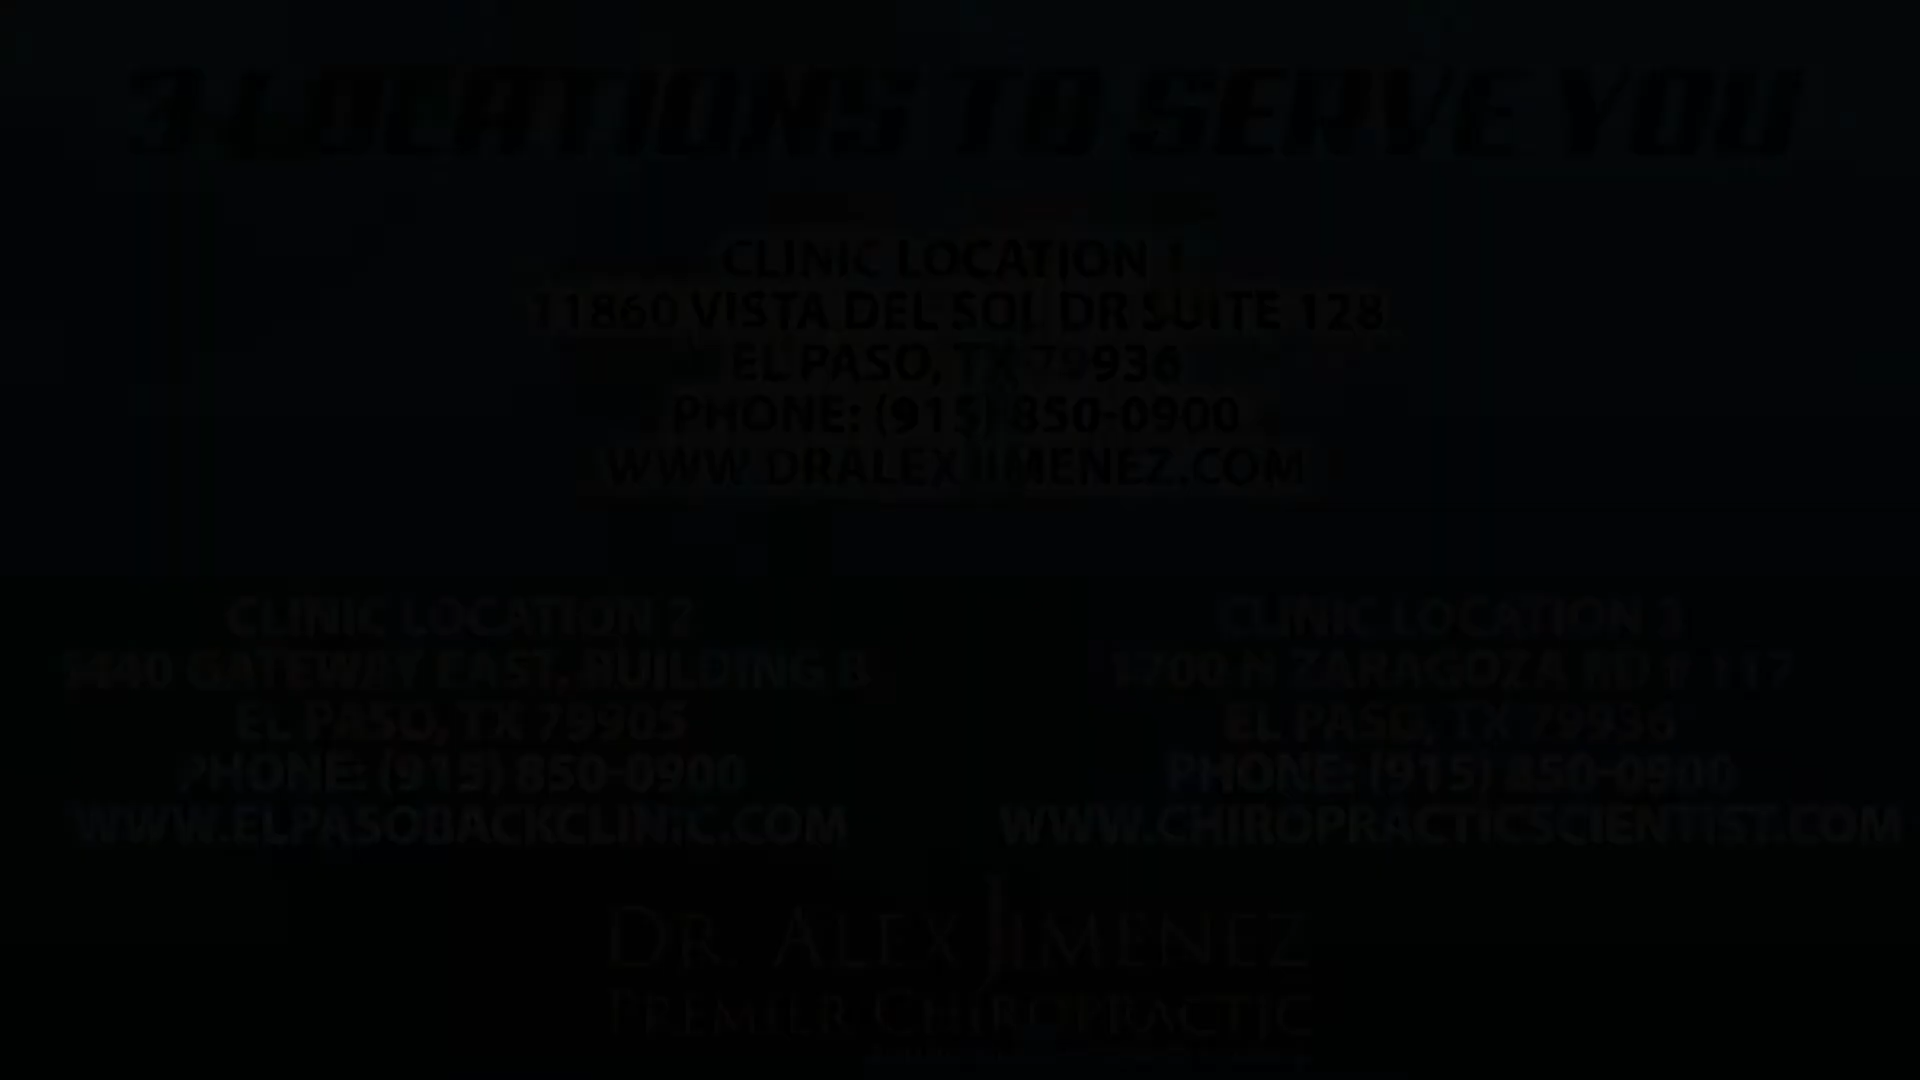 3 LOCATIONS TO SERVE YOU
CLINIC LOCATION 1
11860 VISTA DEL SOL DR SUITE 128
EL PASO, TX 79936
PHONE: (915) 850-0900
WWW.DRALEXJIMENEZ.COM
CLINIC LOCATION 2
GATEWAY EAST, BUILDING B
EL PASO, TX 79905
PHONE: (915) 850-0900
WWW.ELPASOBACKCLINIC.COM
CLINIC LOCATION 3
1700 N ZARAGOZA RD # 117
EL PASO, TX 79936
PHONE: (915) 850-0900
WWW.CHIROPRACTICSCIENTIST.COM
DR. ALEX JIMENEZ
PREMIER CHIROPRACTIC